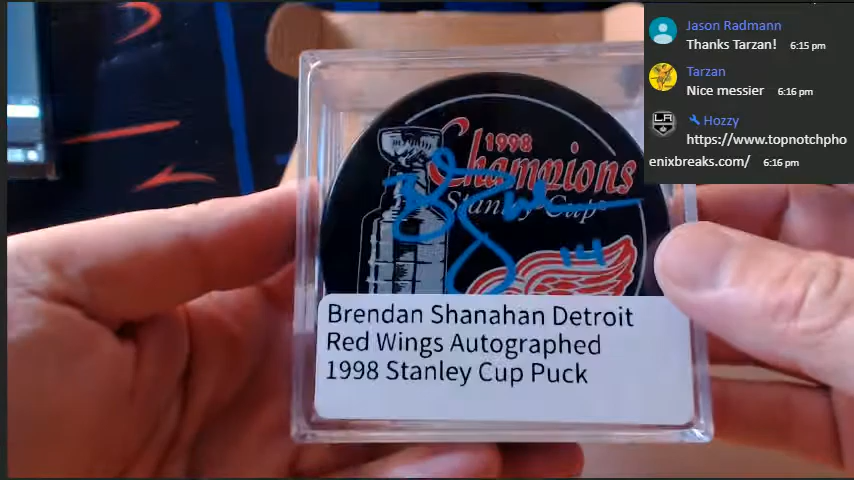 Jason Radmann
Thanks Tarzan! 6:15 pm
Tarzan
Nice messier 6:16 pm
Hozzy
https://www.topnotchpho
enixbreaks.com/ 6:16 pm
LA
1998
Champions
Stanley Cup
14
Brendan Shanahan Detroit
Red Wings Autographed
1998 Stanley Cup Puck